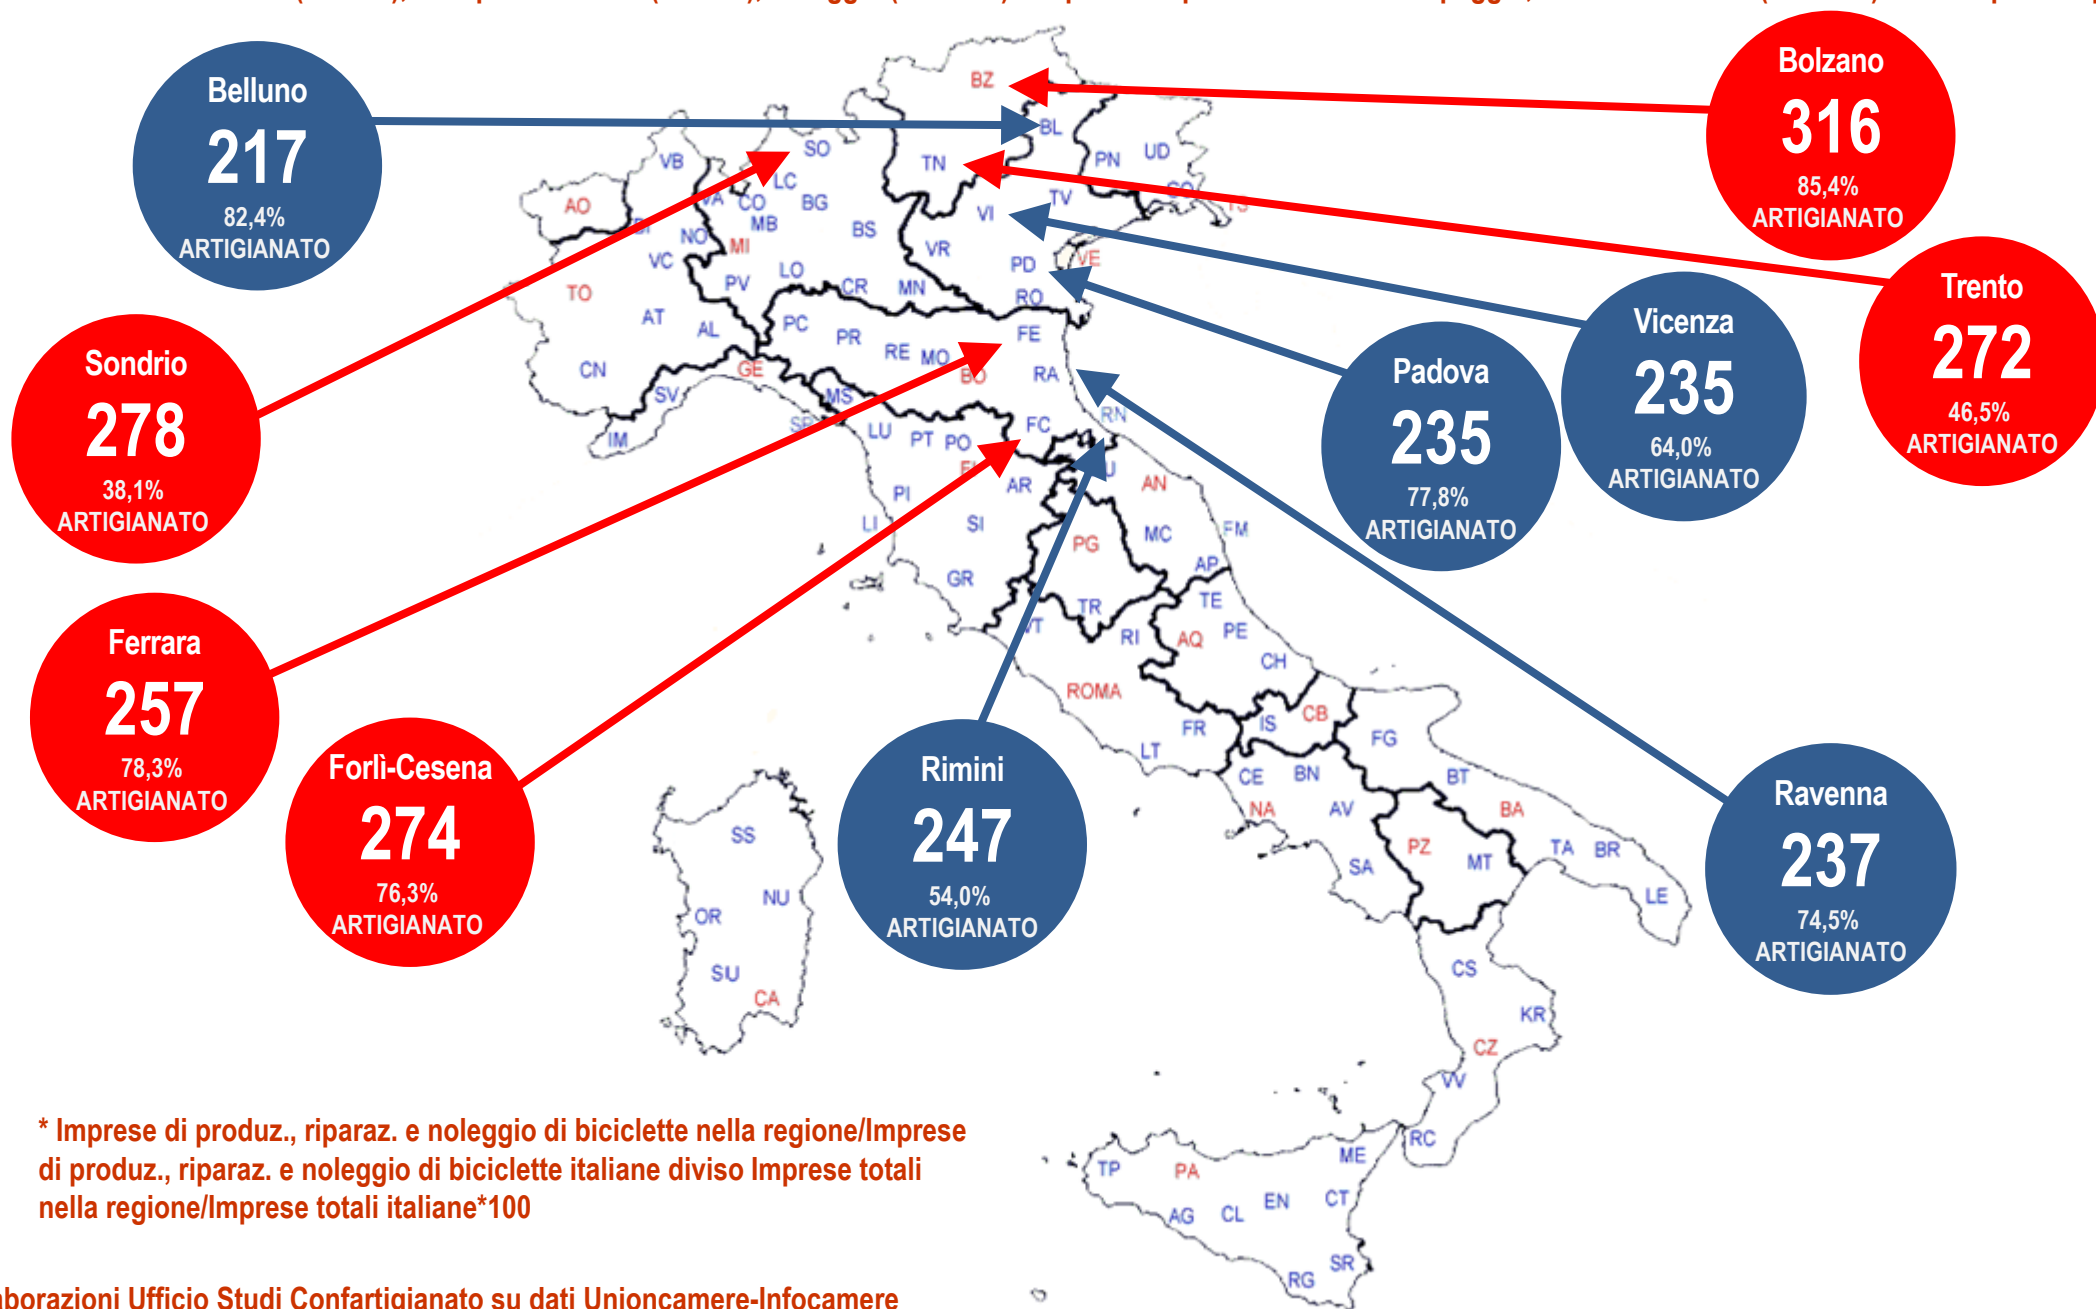 Belluno
217
82,4%
ARTIGIANATO
Bolzano
316
85,4%
ARTIGIANATO
Sondrio
278
38,1%
ARTIGIANATO
Trento
272
46,5%
ARTIGIANATO
Vicenza
235
64,0%
ARTIGIANATO
Padova
235
77,8%
ARTIGIANATO
Ferrara
257
78,3%
ARTIGIANATO
Forlì-Cesena
274
76,3%
ARTIGIANATO
Rimini
247
54,0%
ARTIGIANATO
Ravenna
237
74,5%
ARTIGIANATO
BZ
BL
VB
SO
TN
PN
UD
LC
AO
CO
BG
TV
VI
MB
NO
MI
BS
VR
VC
LO
PD
VE
TO
PV
CR
MN
RO
AT
AL
PC
PR
FE
RE
MO
BO
CN
GE
RA
SV
MS
RN
IM
LU
PT
PO
FC
PI
AR
AN
LI
SI
MC
FM
PG
AP
GR
TR
TE
VT
RI
AQ
PE
CH
ROMA
FR
IS
CB
LT
FG
CE
BN
BT
NA
AV
BA
SS
PZ
MT
TA
BR
SA
NU
LE
OR
SU
CA
CS
KR
CZ
VV
RC
ME
TP
PA
EN
CT
AG
CL
SR
RG
* Imprese di produz., riparaz. e noleggio di biciclette nella regione/Imprese
di produz., riparaz. e noleggio di biciclette italiane diviso Imprese totali
nella regione/Imprese totali italiane*100
Ufficio Studi Confartigianato su dati Unioncamere-Infocamere